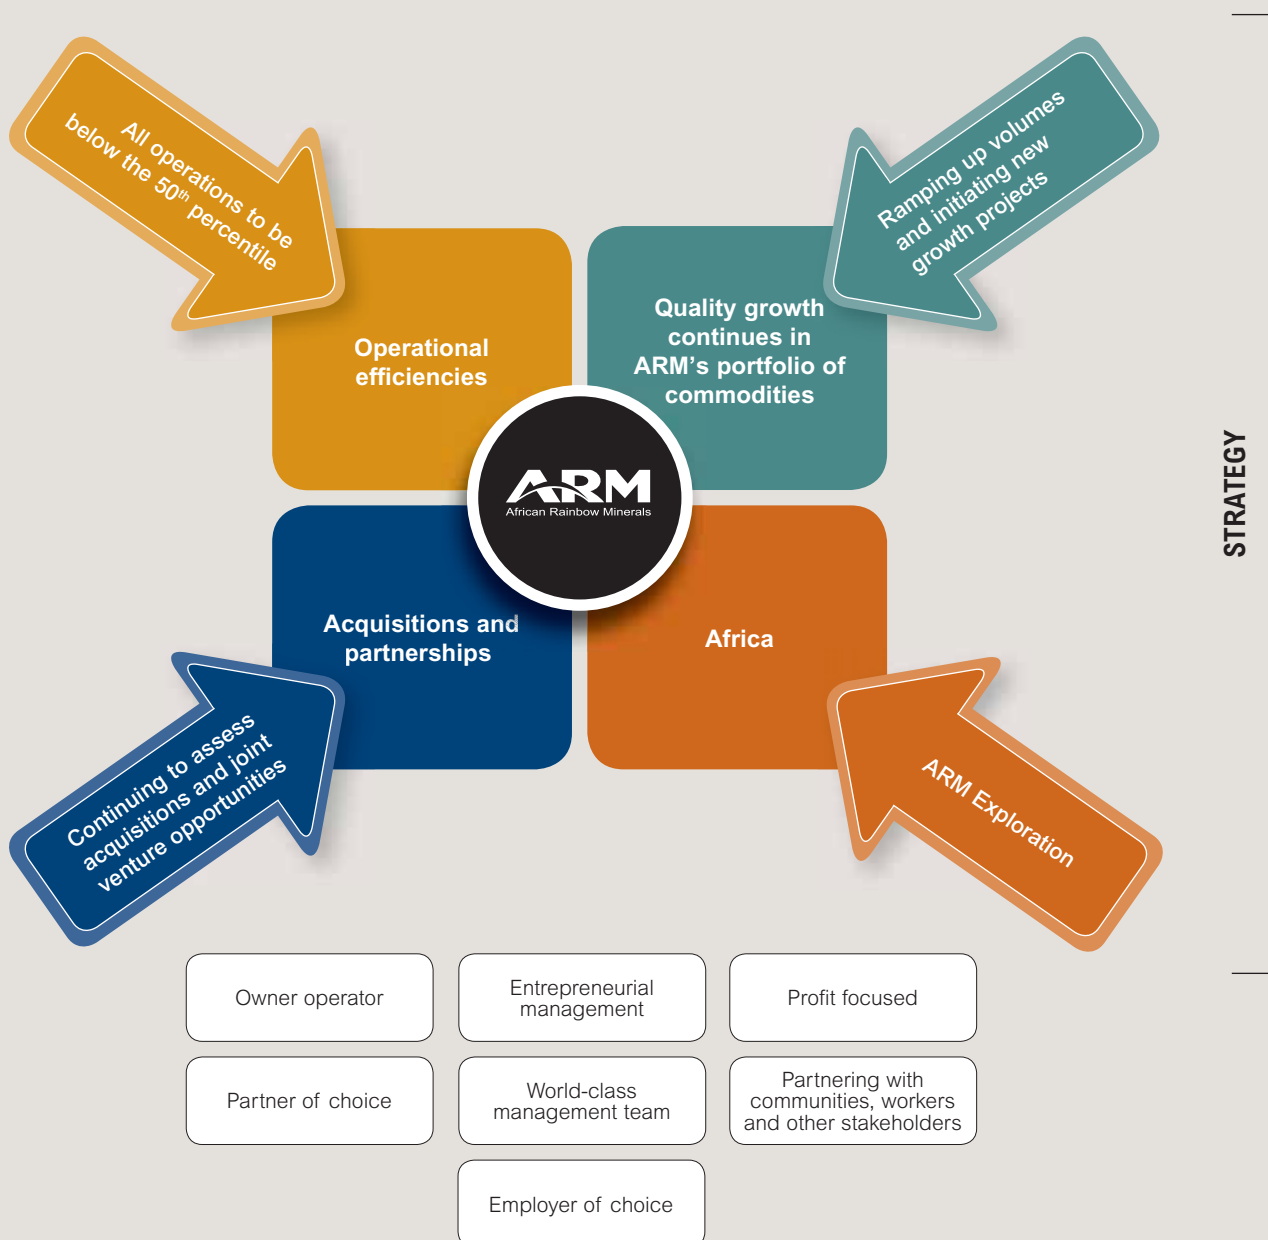 All operations to be
below the 50th percentile
Ramping up volumes
and initiating new
growth projects
Operational
efficiencies
Quality growth
continues in
ARM's portfolio of
commodities
ARM
African Rainbow Minerals
STRATEGY
Acquisitions and
partnerships
Africa
Continuing to assess
acquisitions and joint
venture opportunities
ARM Exploration
Owner operator
Entrepreneurial
management
Profit focused
Partner of choice
World-class
management team
Partnering with
communities, workers
and other stakeholders
Employer of choice